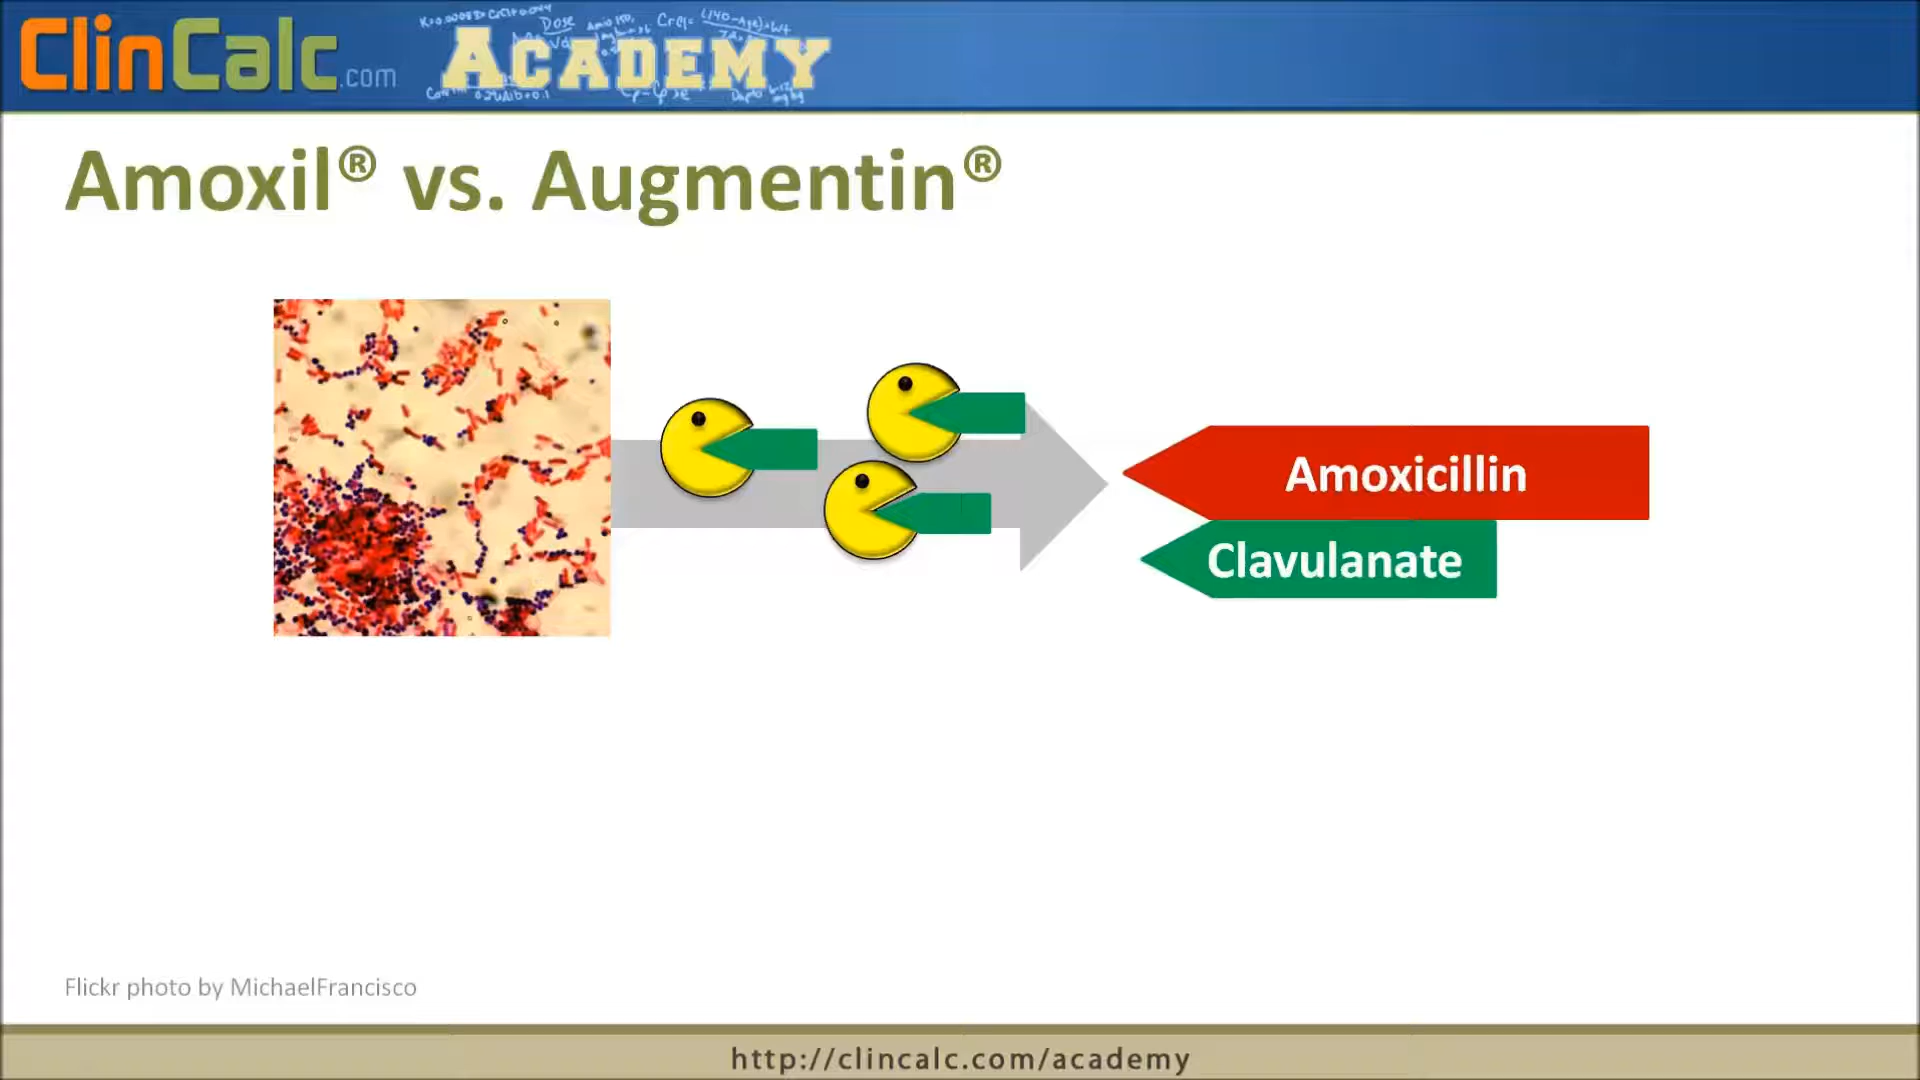 ClinCalc.com ACADEMY
Amoxil® vs. Augmentin®
Amoxicillin
Clavulanate
Flickr photo by MichaelFrancisco
http://clincalc.com/academy